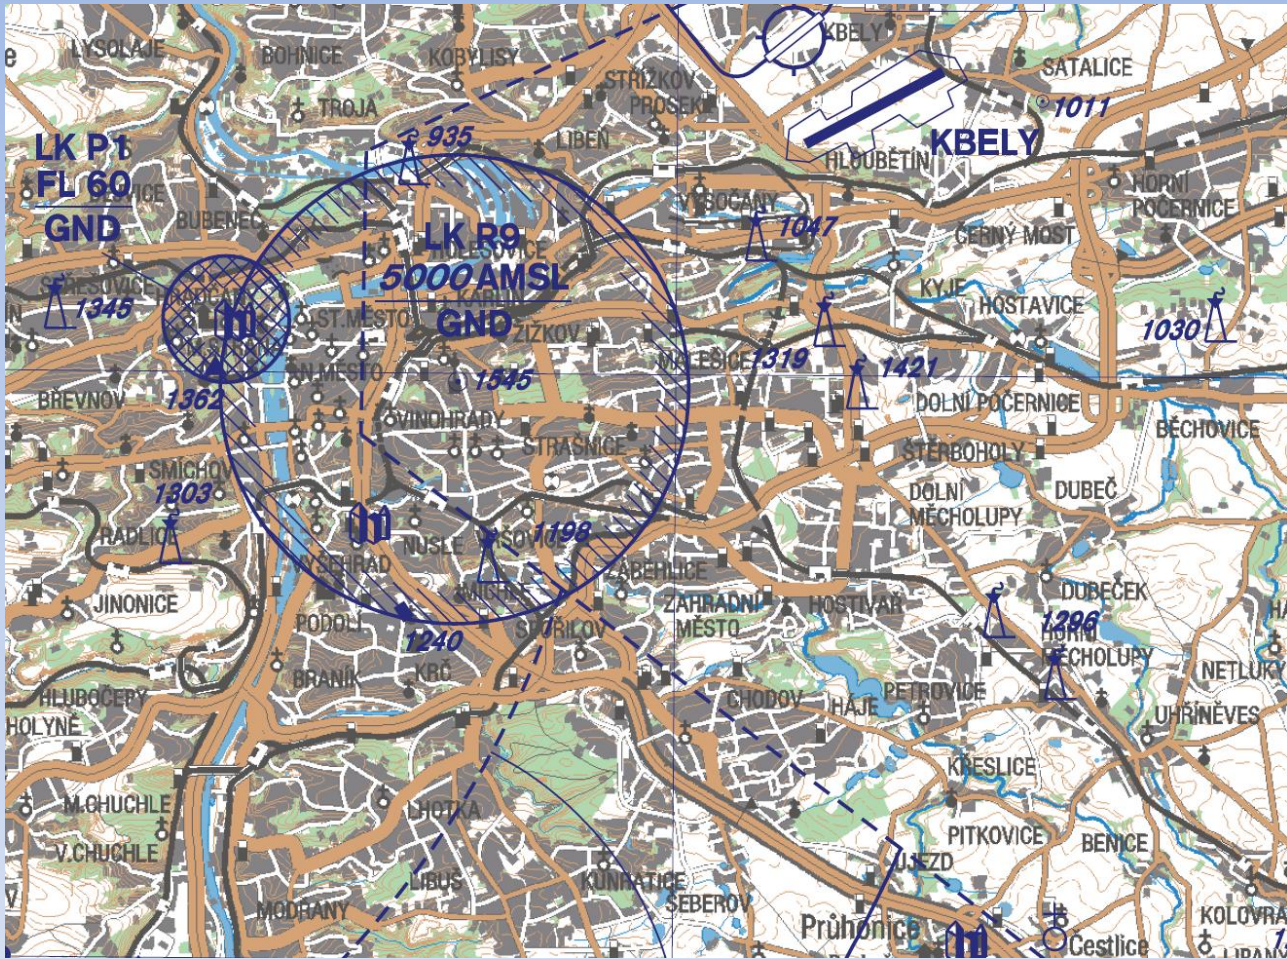 LYSOLAJE
BOHNICE
KOBYLISY
KBELY
SATALICE
STŘÍŽKOV
PROSEK
TROJA
1011
LK P1
FL 60
GND
935
LIBEŇ
HLOUBĚTÍN
KBELY
BUBENEČ
VYSOČANY
HORNÍ
POČERNICE
LK R9
5000 AMSL
GND
HOLEŠOVICE
1047
ČERNÝ MOST
KYJE
HOSTAVICE
1345
ST.MĚSTO
ŽIŽKOV
1319
1030
N.MĚSTO
1545
1421
BŘEVNOV
1362
VINOHRADY
DOLNÍ POČERNICE
STRAŠNICE
ŠTĚRBOHOLY
BĚCHOVICE
SMÍCHOV
1303
DOLNÍ
MĚCHOLUPY
DUBEČ
RADLICE
VYŠEHRAD
NUSLE
1198
ZÁBĚHLICE
MICHLE
JINONICE
PODOLÍ
1240
SPOŘILOV
ZAHRADNÍ
MĚSTO
HOSTIVAŘ
DUBEČEK
1296
HORNÍ
MĚCHOLUPY
HLUBOČEPY
HOLYNĚ
BRANÍK
KRČ
CHODOV
HÁJE
PETROVICE
NETLUKY
UHŘÍNĚVES
KŘESLICE
M.CHUCHLE
V.CHUCHLE
LHOTKA
PITKOVICE
BENICE
LIBUŠ
KUNRATICE
ÚJEZD
MODŘANY
ŠEBEROV
Průhonice
Čestlice
KOLOVRA